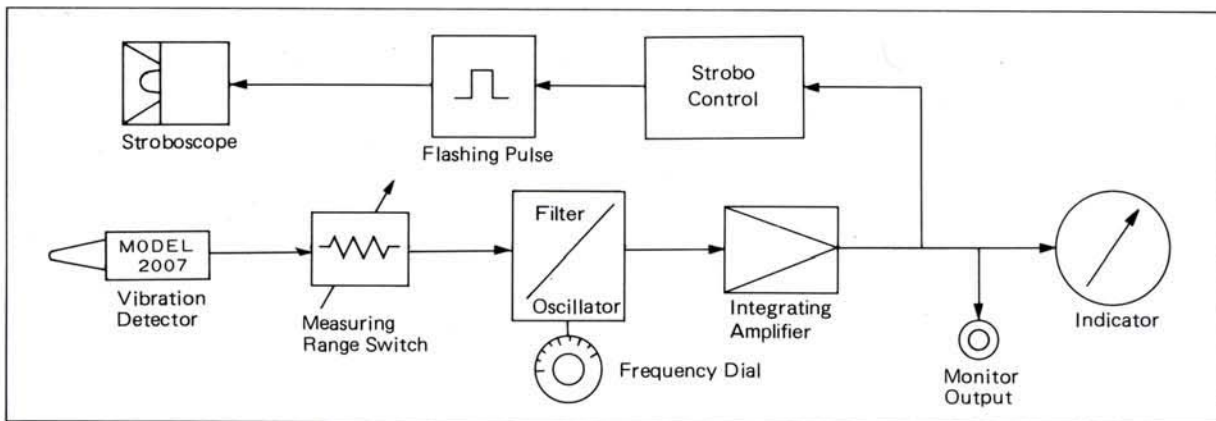 Strobo
Control
Stroboscope
Flashing Pulse
MODEL
2007
Vibration
Detector
Measuring
Range Switch
Filter
Oscillator
Frequency Dial
Integrating
Amplifier
Monitor
Output
Indicator